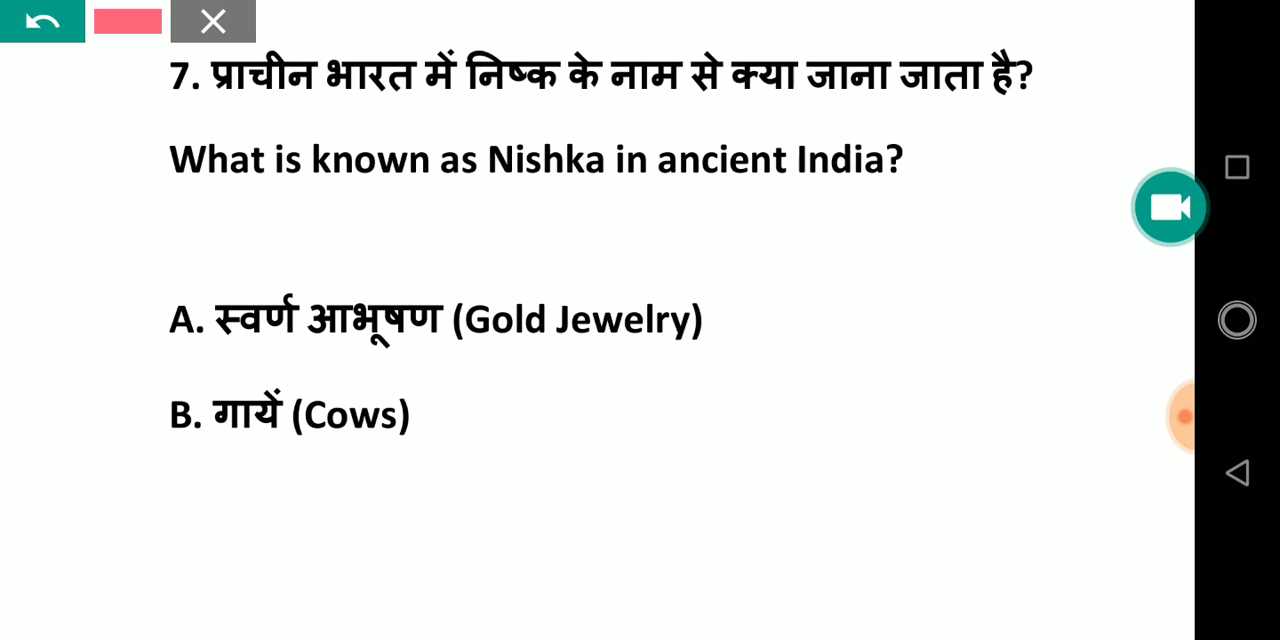 7. प्राचीन भारत में निष्क के नाम से क्या जाना जाता है?
What is known as Nishka in ancient India?
A. स्वर्ण आभूषण (Gold Jewelry)
B. गायें (Cows)